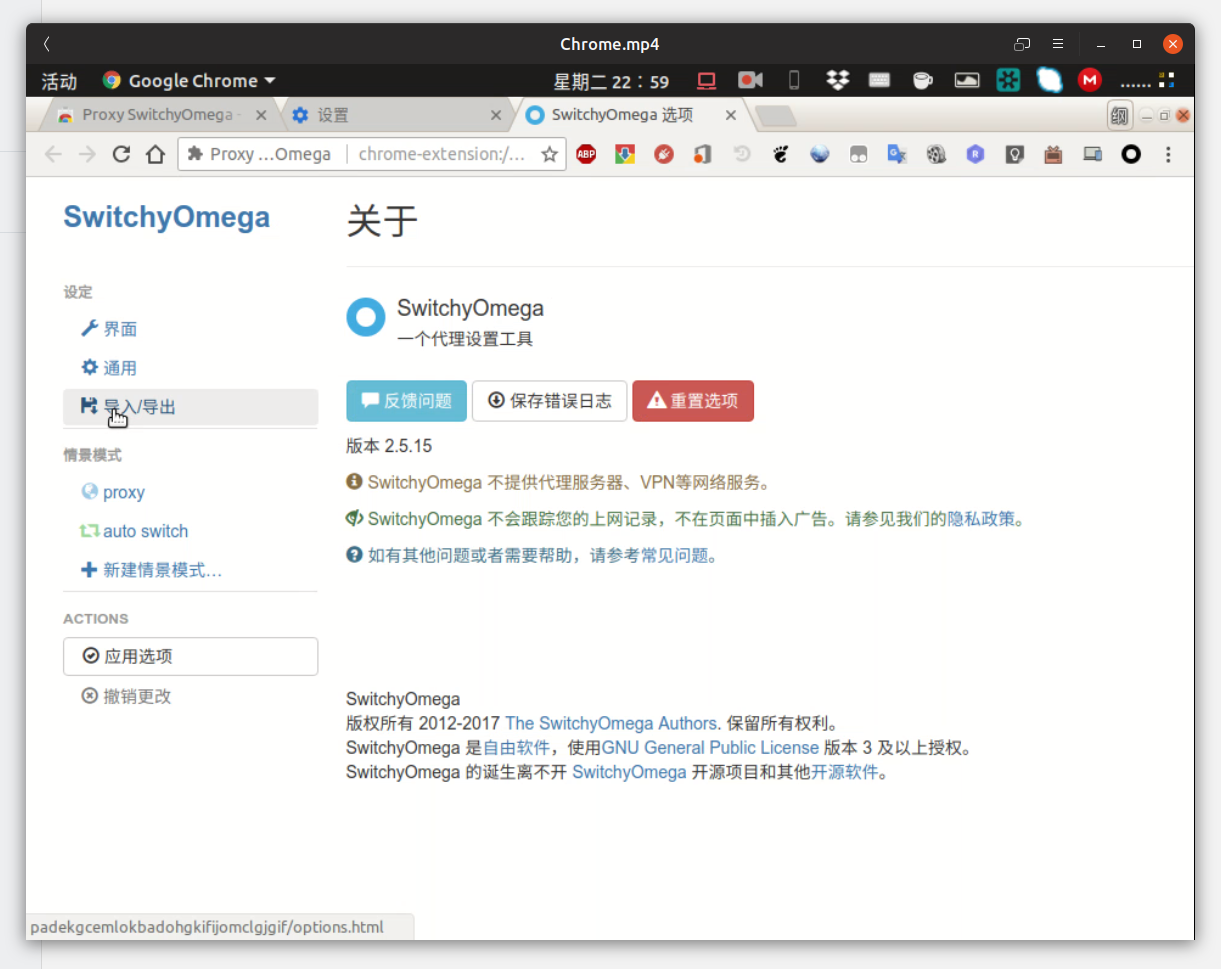 Chrome.mp4
活动 Google Chrome 星期二 22：59 ......
Proxy SwitchyOmega - 设置 SwitchyOmega 选项 纲
Proxy ...Omega chrome-extension:/... ABP
SwitchyOmega
关于
设定
界面
通用
导入/导出
情景模式
proxy
auto switch
新建情景模式…
ACTIONS
应用选项
撤销更改
SwitchyOmega
一个代理设置工具
反馈问题 保存错误日志 重置选项
版本 2.5.15
SwitchyOmega 不提供代理服务器、VPN等网络服务。
SwitchyOmega 不会跟踪您的上网记录，不在页面中插入广告。请参见我们的隐私政策。
如有其他问题或者需要帮助，请参考常见问题。
SwitchyOmega
版权所有 2012-2017 The SwitchyOmega Authors. 保留所有权利。
SwitchyOmega 是自由软件，使用GNU General Public License 版本 3 及以上授权。
SwitchyOmega 的诞生离不开 SwitchyOmega 开源项目和其他开源软件。
padekgcemlokbadohgkifijomclgjgif/options.html